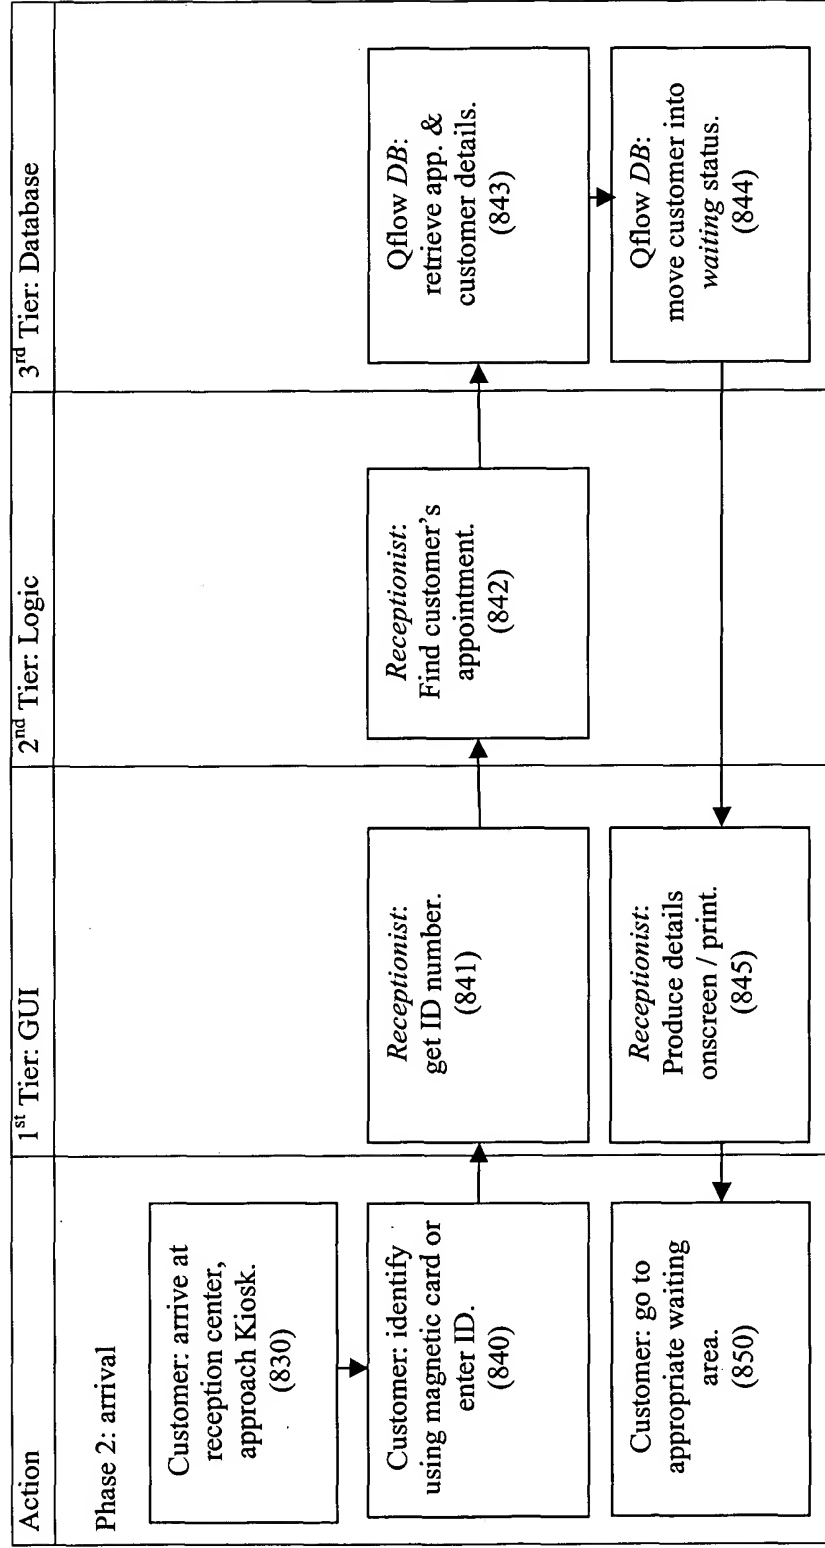 Action
1st Tier: GUI
2nd Tier: Logic
3rd Tier: Database
Phase 2: arrival
Customer: arrive at
reception center,
approach Kiosk.
(830)
Customer: identify
using magnetic card or
enter ID.
(840)
Receptionist:
get ID number.
(841)
Receptionist:
Find customer's
appointment.
(842)
Qflow DB:
retrieve app. &
customer details.
(843)
Qflow DB:
move customer into
waiting status.
(844)
Receptionist:
Produce details
onscreen / print.
(845)
Customer: go to
appropriate waiting
area.
(850)